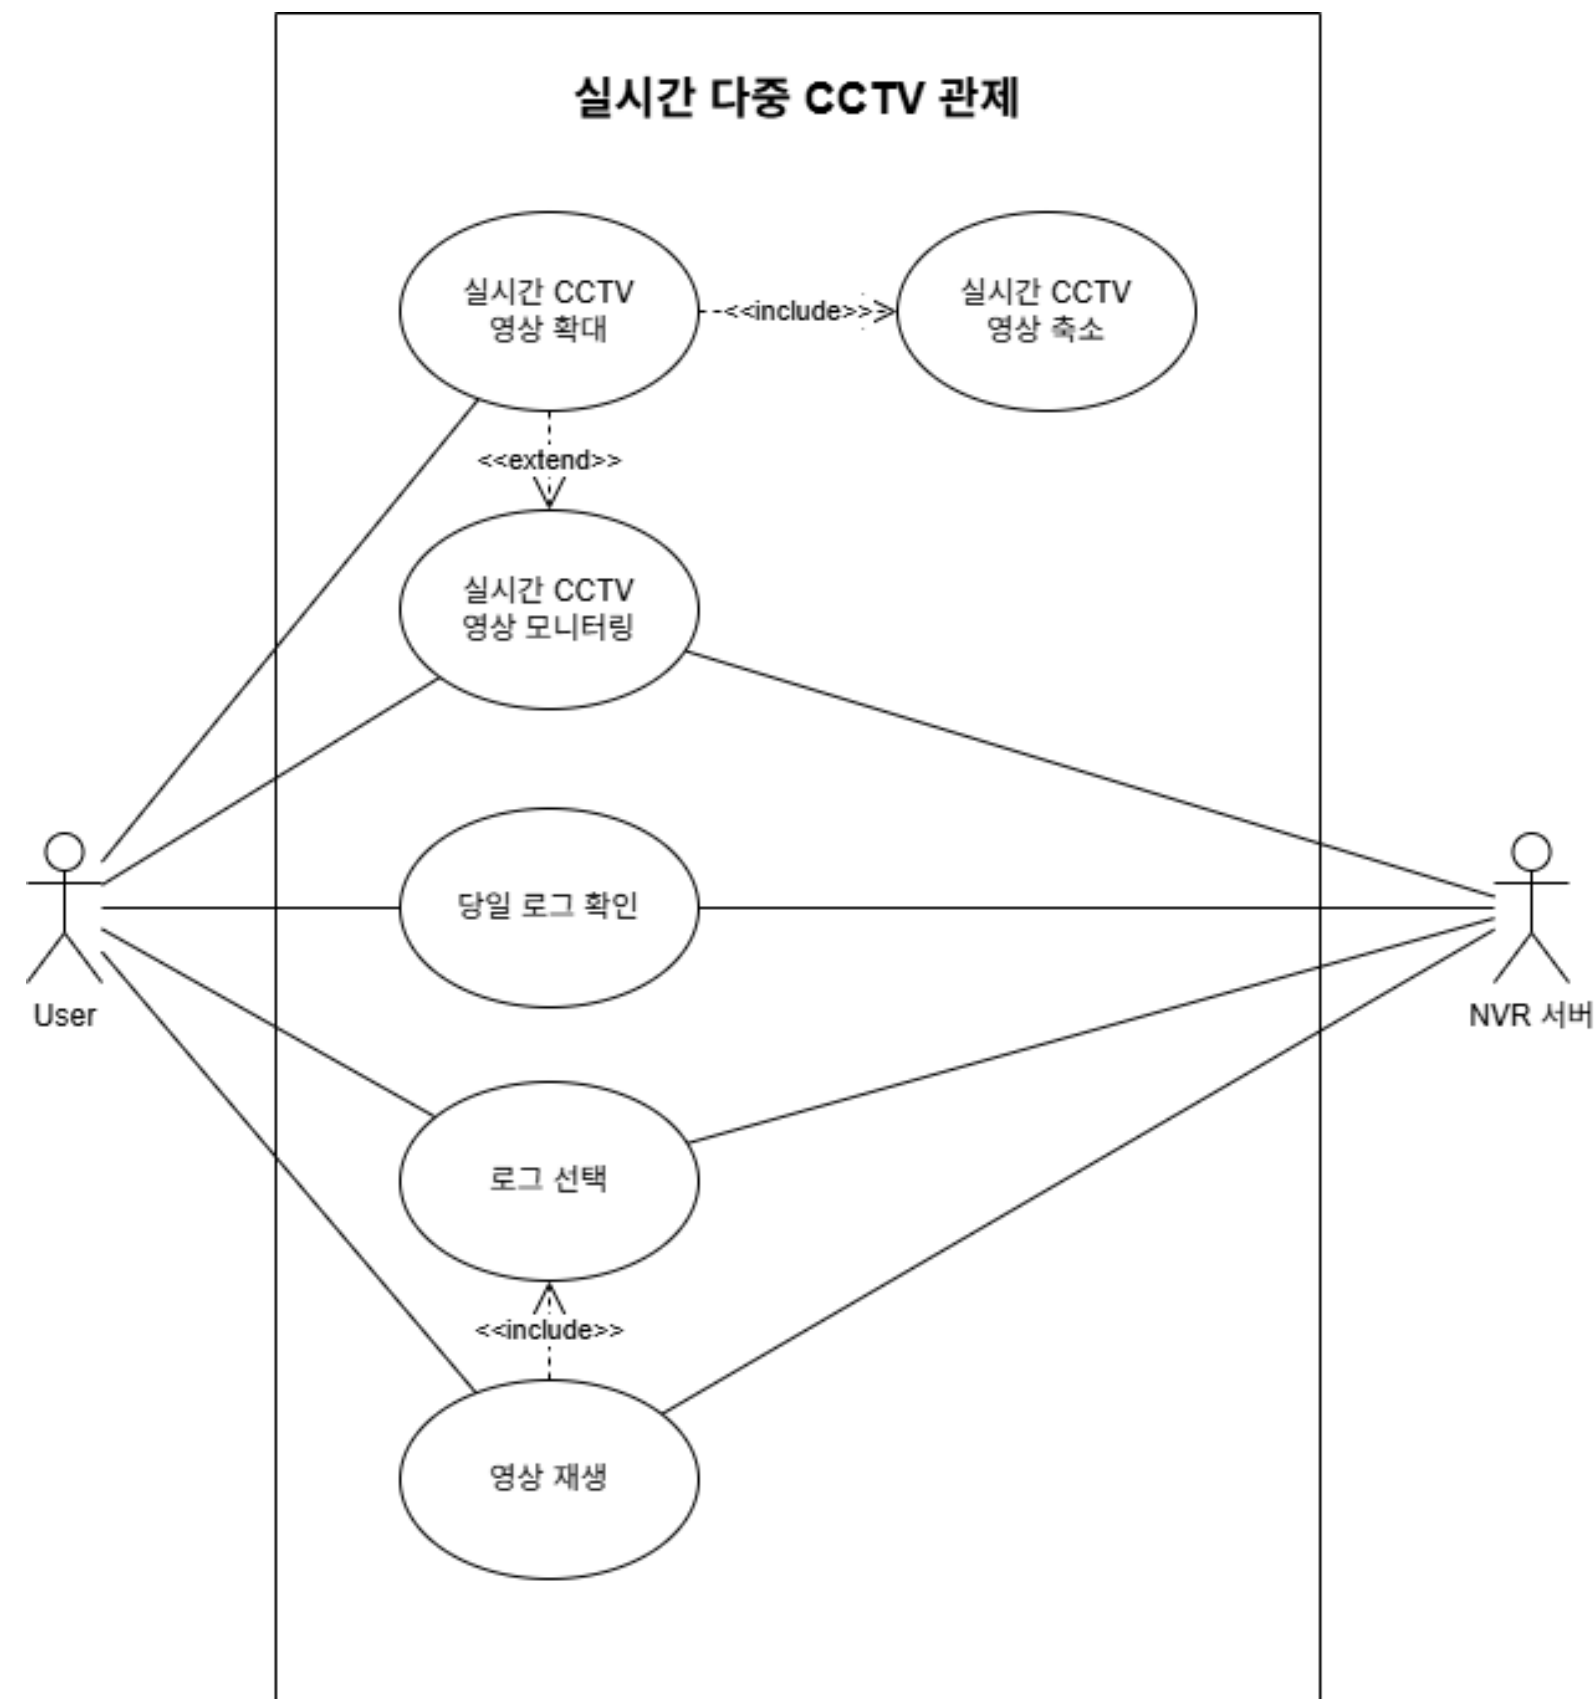 실시간 다중 CCTV 관제
실시간 CCTV
영상 확대
<<include>>
실시간 CCTV
영상 축소
<<extend>>
실시간 CCTV
영상 모니터링
당일 로그 확인
User
NVR 서버
로그 선택
<<include>>
영상 재생